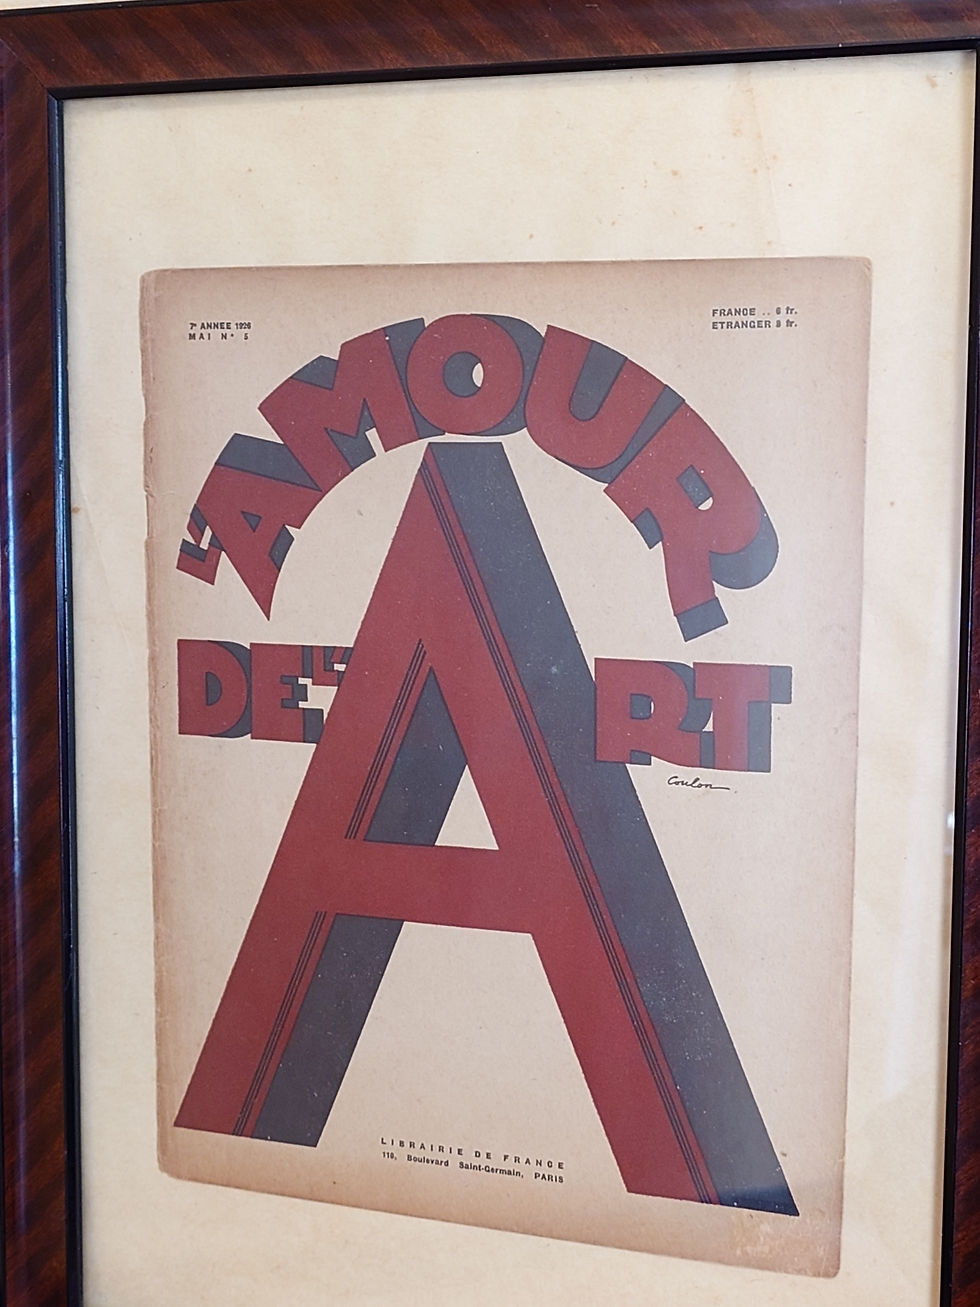 7e ANNEE 1926
MAI N° 5
FRANCE .. 6 fr.
ETRANGER 8 fr.
L'AMOUR
DE L'ART
Coulon
LIBRAIRIE DE FRANCE
110, Boulevard Saint-Germain, PARIS